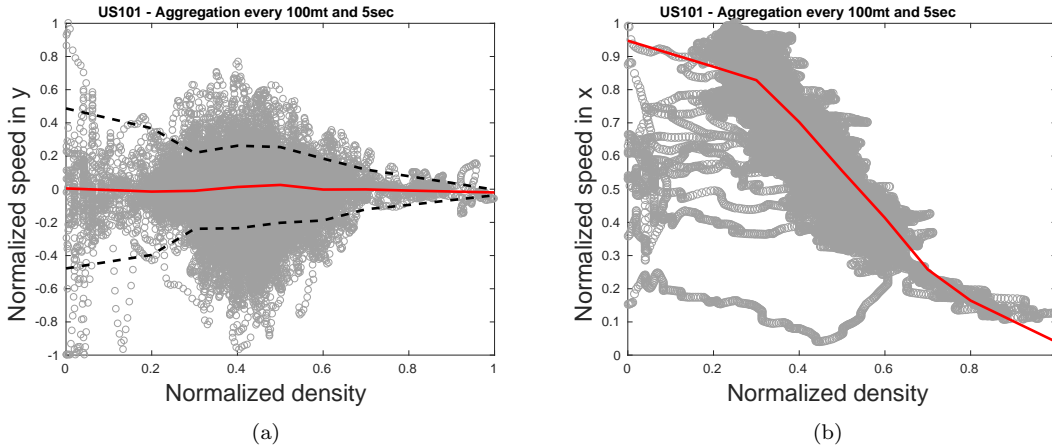 US101 - Aggregation every 100mt and 5sec
1
0.8
0.6
0.4
0.2
0
-0.2
-0.4
-0.6
-0.8
-1
Normalized speed in y
0 0.2 0.4 0.6 0.8 1
Normalized density
(a)
US101 - Aggregation every 100mt and 5sec
1
0.9
0.8
0.7
0.6
0.5
0.4
0.3
0.2
0.1
0
Normalized speed in x
0 0.2 0.4 0.6 0.8
Normalized density
(b)